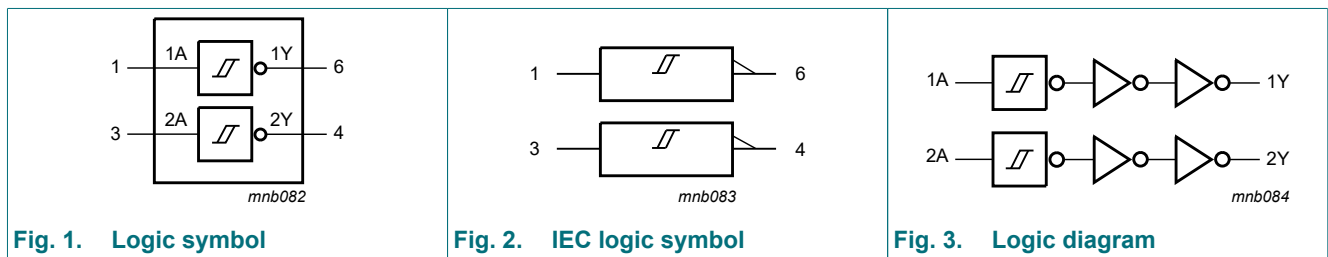 1 1A 1Y 6
3 2A 2Y 4
mnb082
Fig. 1. Logic symbol
1 6
3 4
mnb083
Fig. 2. IEC logic symbol
1A 1Y
2A 2Y
mnb084
Fig. 3. Logic diagram